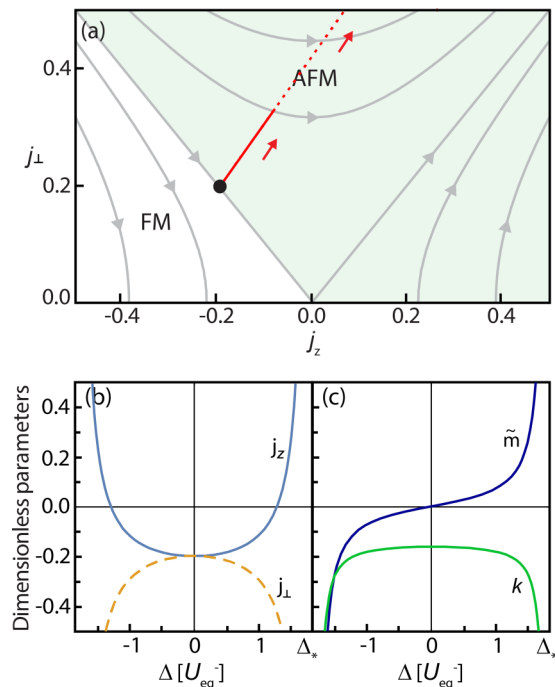 (a)
0.4
AFM
j⊥
0.2
FM
0.0
-0.4 -0.2 0.0 0.2 0.4
jz
(b) (c)
0.4
jz m̃
0.2
0.0
-0.2
j⊥ k
-0.4
Dimensionless parameters
-1 0 1 Δ* -1 0 1 Δ*
Δ [U⁻eg] Δ [U⁻eg]